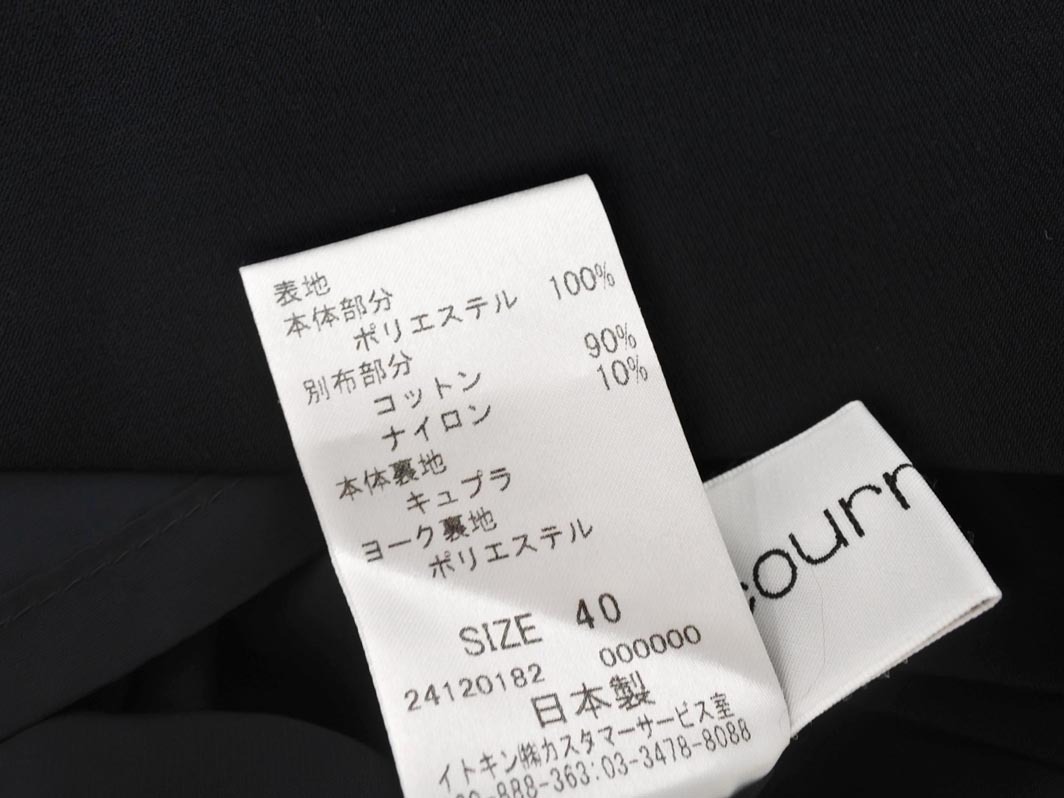 表地
本体部分
ポリエステル 100%
別布部分
コットン 90%
ナイロン 10%
本体裏地
キュプラ
ヨーク裏地
ポリエステル
SIZE 40
24120182 000000
日本製
イトキン㈱カスタマーサービス室
-888-363:03-3478-8088
courr